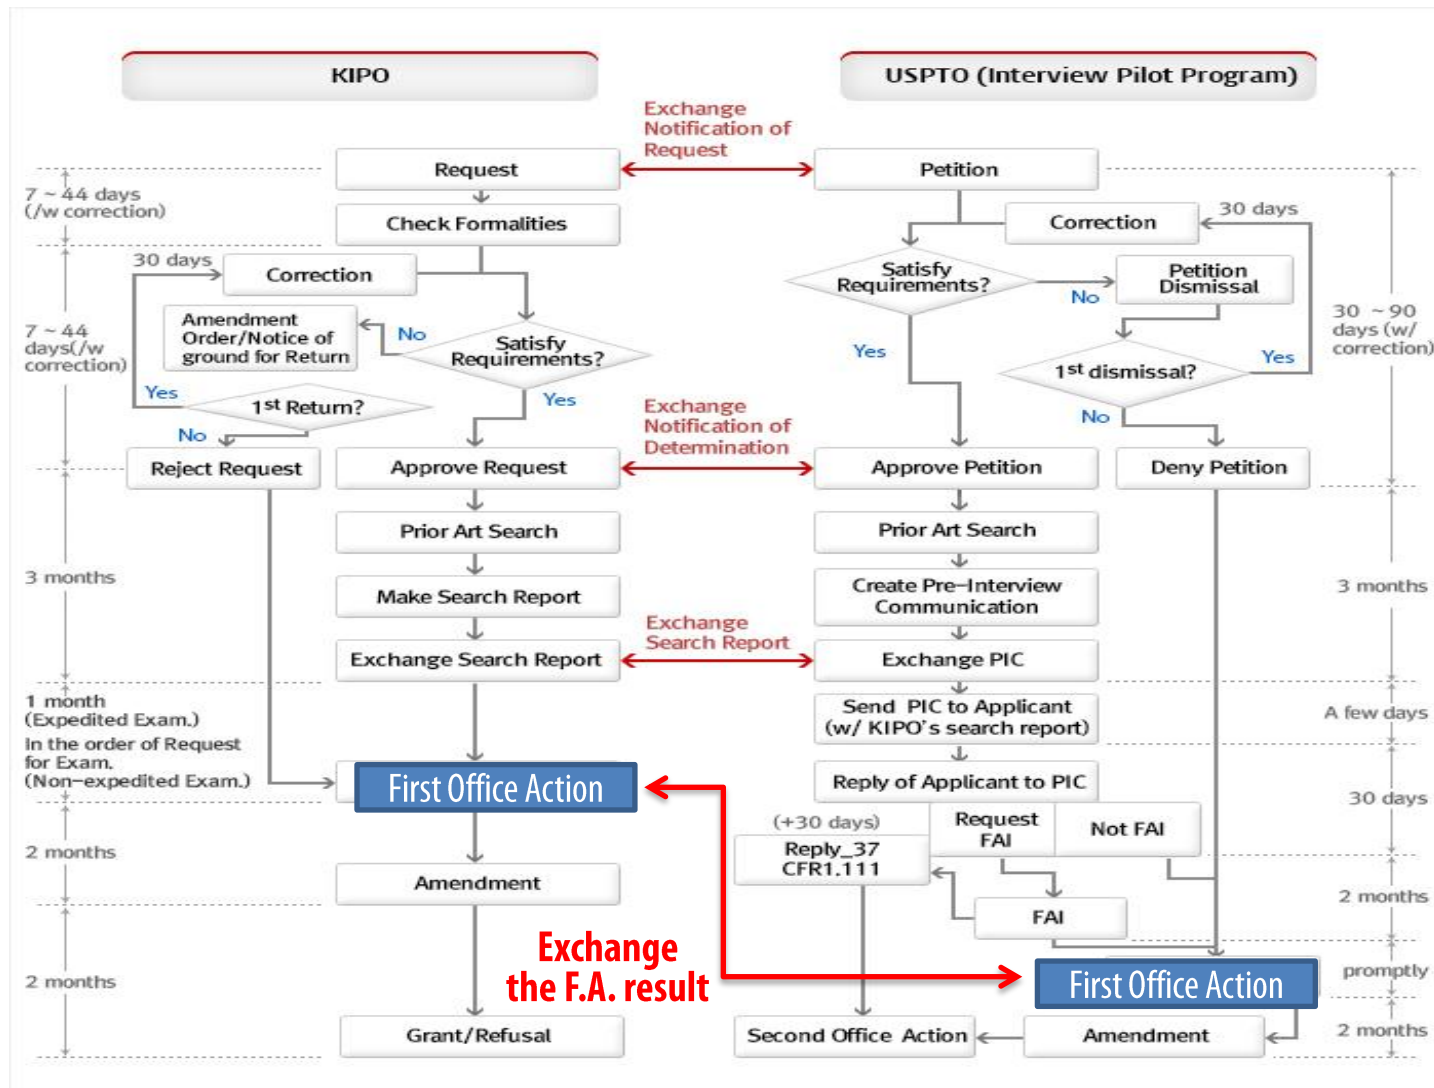 KIPO
USPTO (Interview Pilot Program)
Exchange
Notification of
Request
Request
Petition
7 ~ 44 days
(/w correction)
Check Formalities
Correction
30 days
30 days
Correction
Satisfy
Requirements?
Petition
Dismissal
No
Amendment
Order/Notice of
ground for Return
No
Satisfy
Requirements?
7 ~ 44
days(/w
correction)
30 ~ 90
days (w/
correction)
Yes
1st dismissal?
Yes
Yes
1st Return?
Yes
Exchange
Notification of
Determination
No
No
Reject Request
Approve Request
Approve Petition
Deny Petition
Prior Art Search
Prior Art Search
3 months
Make Search Report
Create Pre-Interview
Communication
3 months
Exchange
Search Report
Exchange Search Report
Exchange PIC
1 month
(Expedited Exam.)
In the order of Request
for Exam.
(Non-expedited Exam.)
Send PIC to Applicant
(w/ KIPO's search report)
A few days
First Office Action
Reply of Applicant to PIC
30 days
(+30 days)
Request
FAI
Not FAI
2 months
Reply_37
CFR1.111
Amendment
2 months
FAI
Exchange
the F.A. result
First Office Action
promptly
2 months
Grant/Refusal
Second Office Action
Amendment
2 months